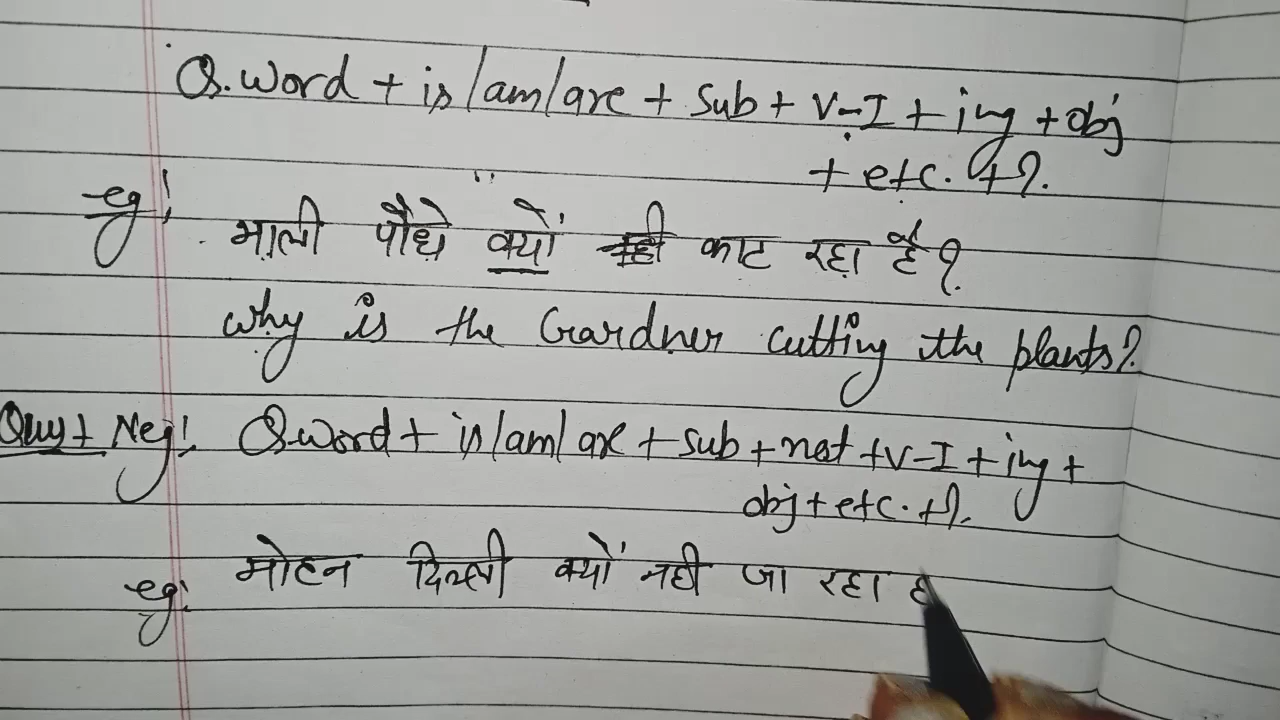 Q.word + is/am/are + sub + V-I + ing + obj
+ etc. +?.
eg! माली पौधे क्यों नही काट रहा है?
why is the Gardner cutting the plants?
Quy + Neg! Q.word + is/am/are + sub + not + V-I + ing +
obj + etc. +?.
eg: मोहन दिल्ली क्यों नही जा रहा ह